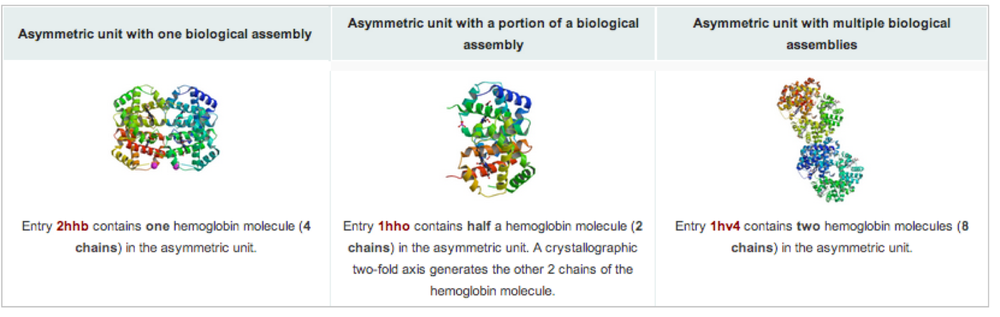 Asymmetric unit with one biological assembly
Asymmetric unit with a portion of a biological
assembly
Asymmetric unit with multiple biological
assemblies
Entry 2hhb contains one hemoglobin molecule (4
chains) in the asymmetric unit.
Entry 1hho contains half a hemoglobin molecule (2
chains) in the asymmetric unit. A crystallographic
two-fold axis generates the other 2 chains of the
hemoglobin molecule.
Entry 1hv4 contains two hemoglobin molecules (8
chains) in the asymmetric unit.